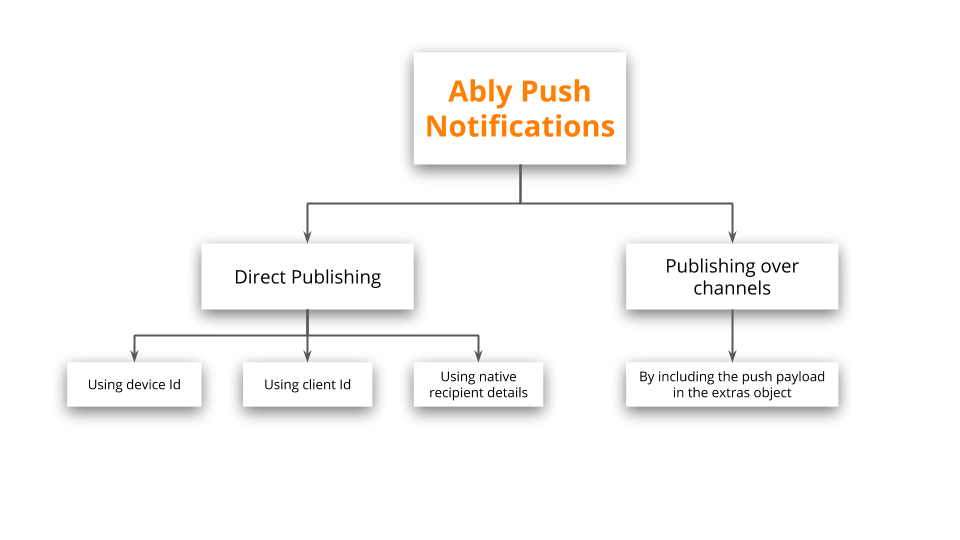 Ably Push
Notifications
Direct Publishing
Publishing over
channels
Using device Id
Using client Id
Using native
recipient details
By including the push payload
in the extras object